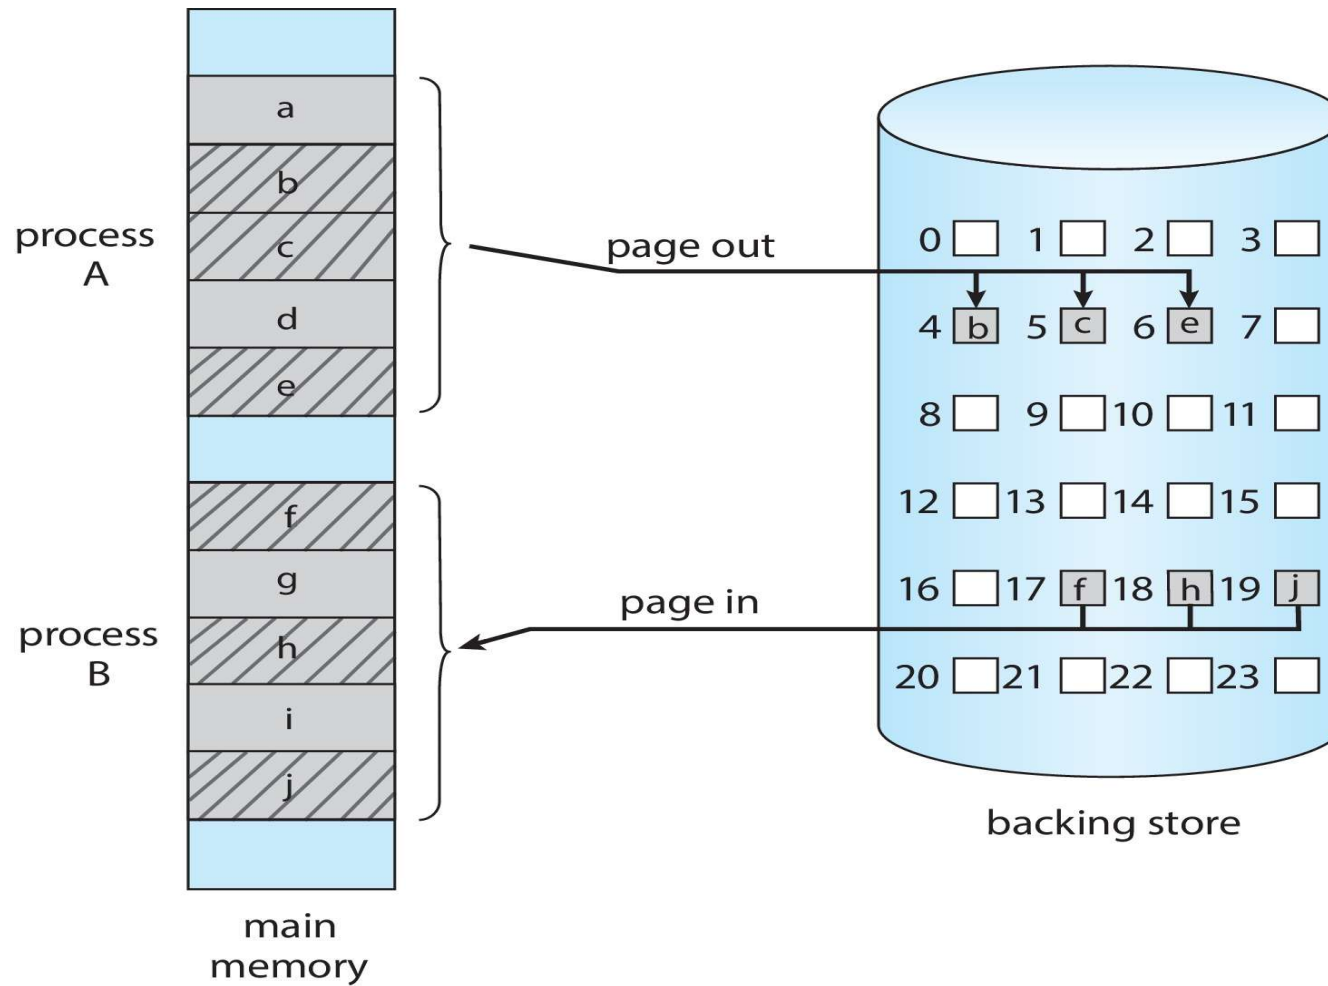 process
A
a
b
c
d
e
process
B
f
g
h
i
j
main
memory
page out
page in
0 1 2 3
4 b 5 c 6 e 7
8 9 10 11
12 13 14 15
16 17 f 18 h 19 j
20 21 22 23
backing store